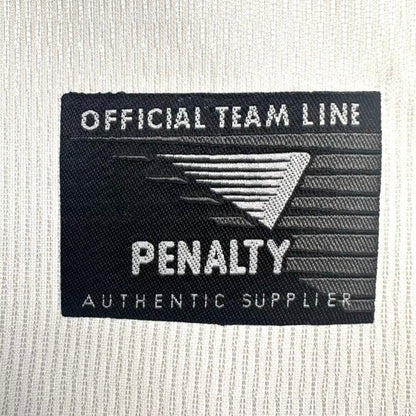 OFFICIAL TEAM LINE
PENALTY
AUTHENTIC SUPPLIER